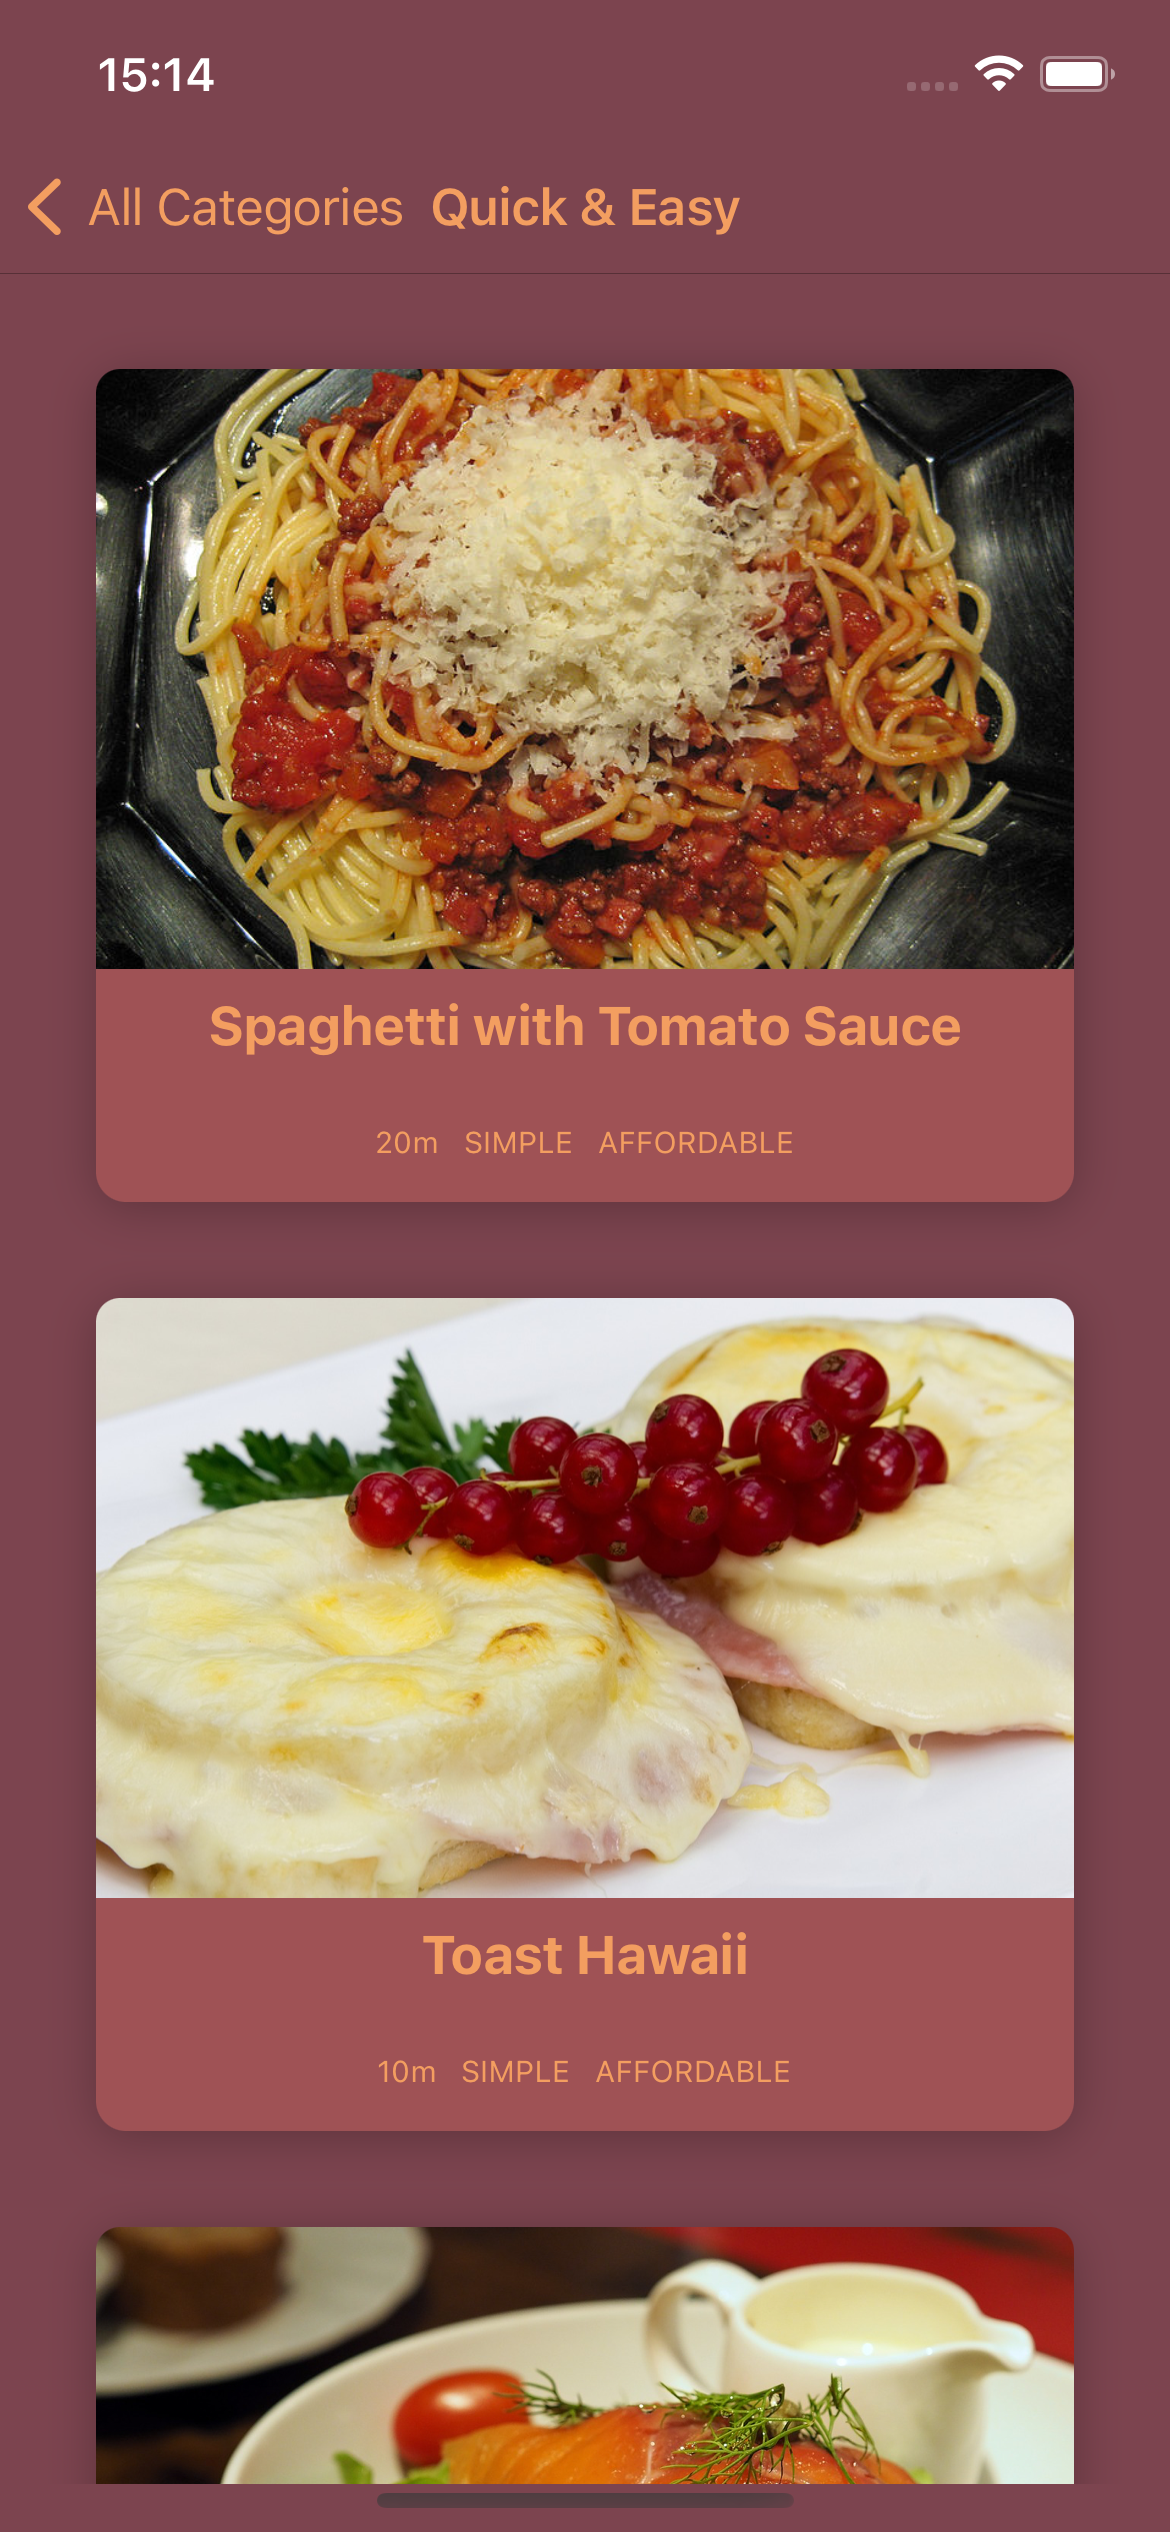 15:14
All Categories Quick & Easy
Spaghetti with Tomato Sauce
20m SIMPLE AFFORDABLE
Toast Hawaii
10m SIMPLE AFFORDABLE